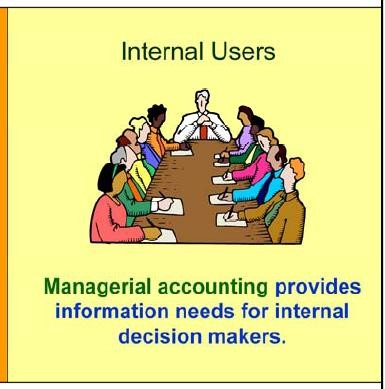 Internal Users
Managerial accounting provides
information needs for internal
decision makers.